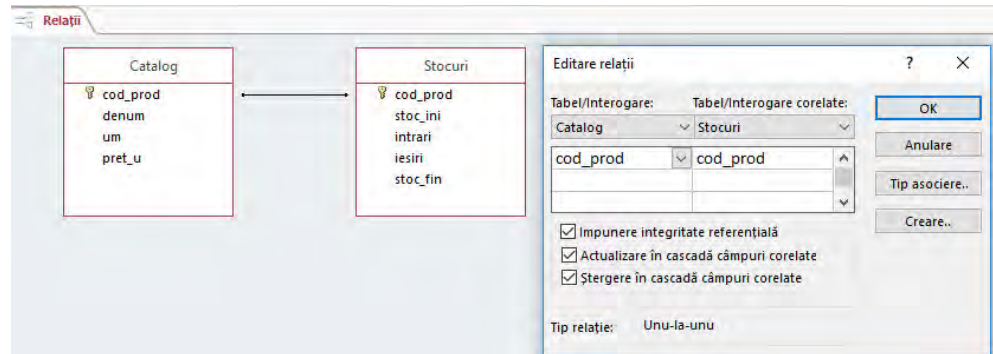 Relații
Catalog
cod_prod
denum
um
pret_u
Stocuri
cod_prod
stoc_ini
intrari
iesiri
stoc_fin
Editare relații ? X
Tabel/Interogare: Tabel/Interogare corelate:
Catalog Stocuri
cod_prod cod_prod
Impunere integritate referențială
Actualizare în cascadă câmpuri corelate
Ștergere în cascadă câmpuri corelate
Tip relație: Unu-la-unu
OK
Anulare
Tip asociere..
Creare..